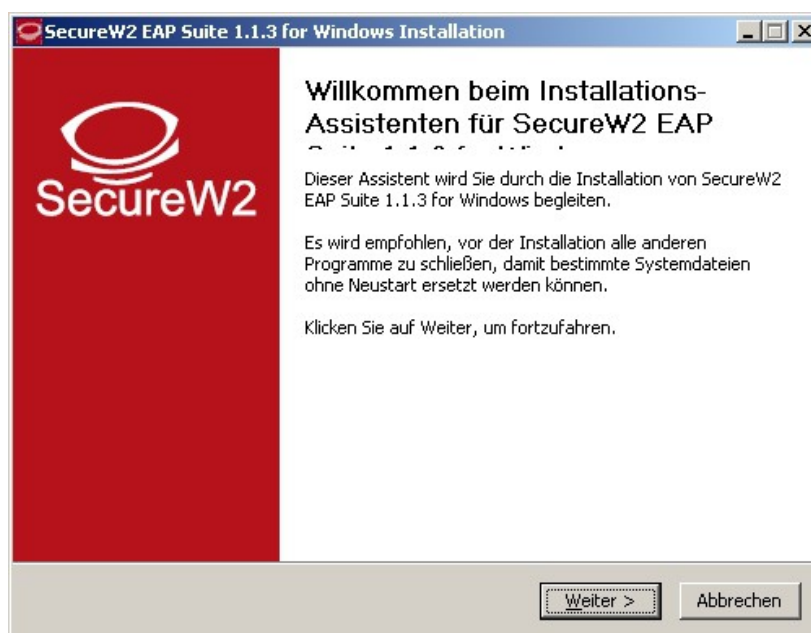 SecureW2 EAP Suite 1.1.3 for Windows Installation
Willkommen beim Installations-
Assistenten für SecureW2 EAP
SecureW2
Dieser Assistent wird Sie durch die Installation von SecureW2
EAP Suite 1.1.3 for Windows begleiten.
Es wird empfohlen, vor der Installation alle anderen
Programme zu schließen, damit bestimmte Systemdateien
ohne Neustart ersetzt werden können.
Klicken Sie auf Weiter, um fortzufahren.
Weiter >
Abbrechen